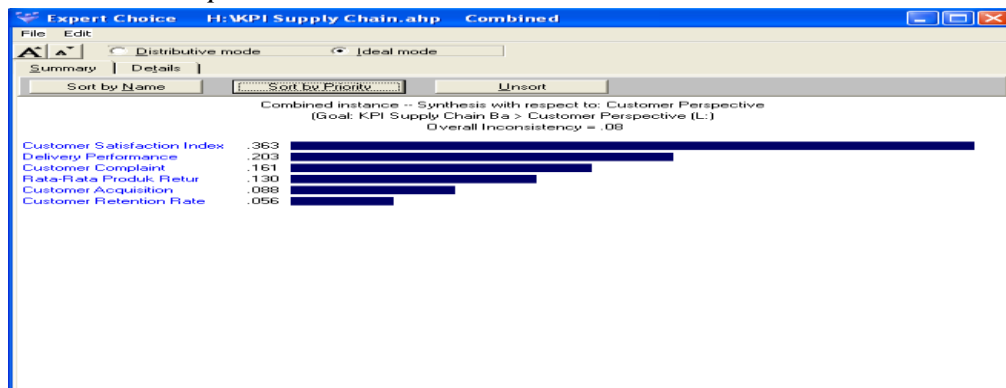 Expert Choice H:\KPI Supply Chain.ahp Combined
File Edit
A A Distributive mode Ideal mode
Summary Details
Sort by Name Sort by Priority Unsort
Combined instance -- Synthesis with respect to: Customer Perspective
(Goal: KPI Supply Chain Ba > Customer Perspective (L:)
Overall Inconsistency = .08
Customer Satisfaction Index .363
Delivery Performance .203
Customer Complaint .161
Rata-Rata Produk Retur .130
Customer Acquisition .088
Customer Retention Rate .056